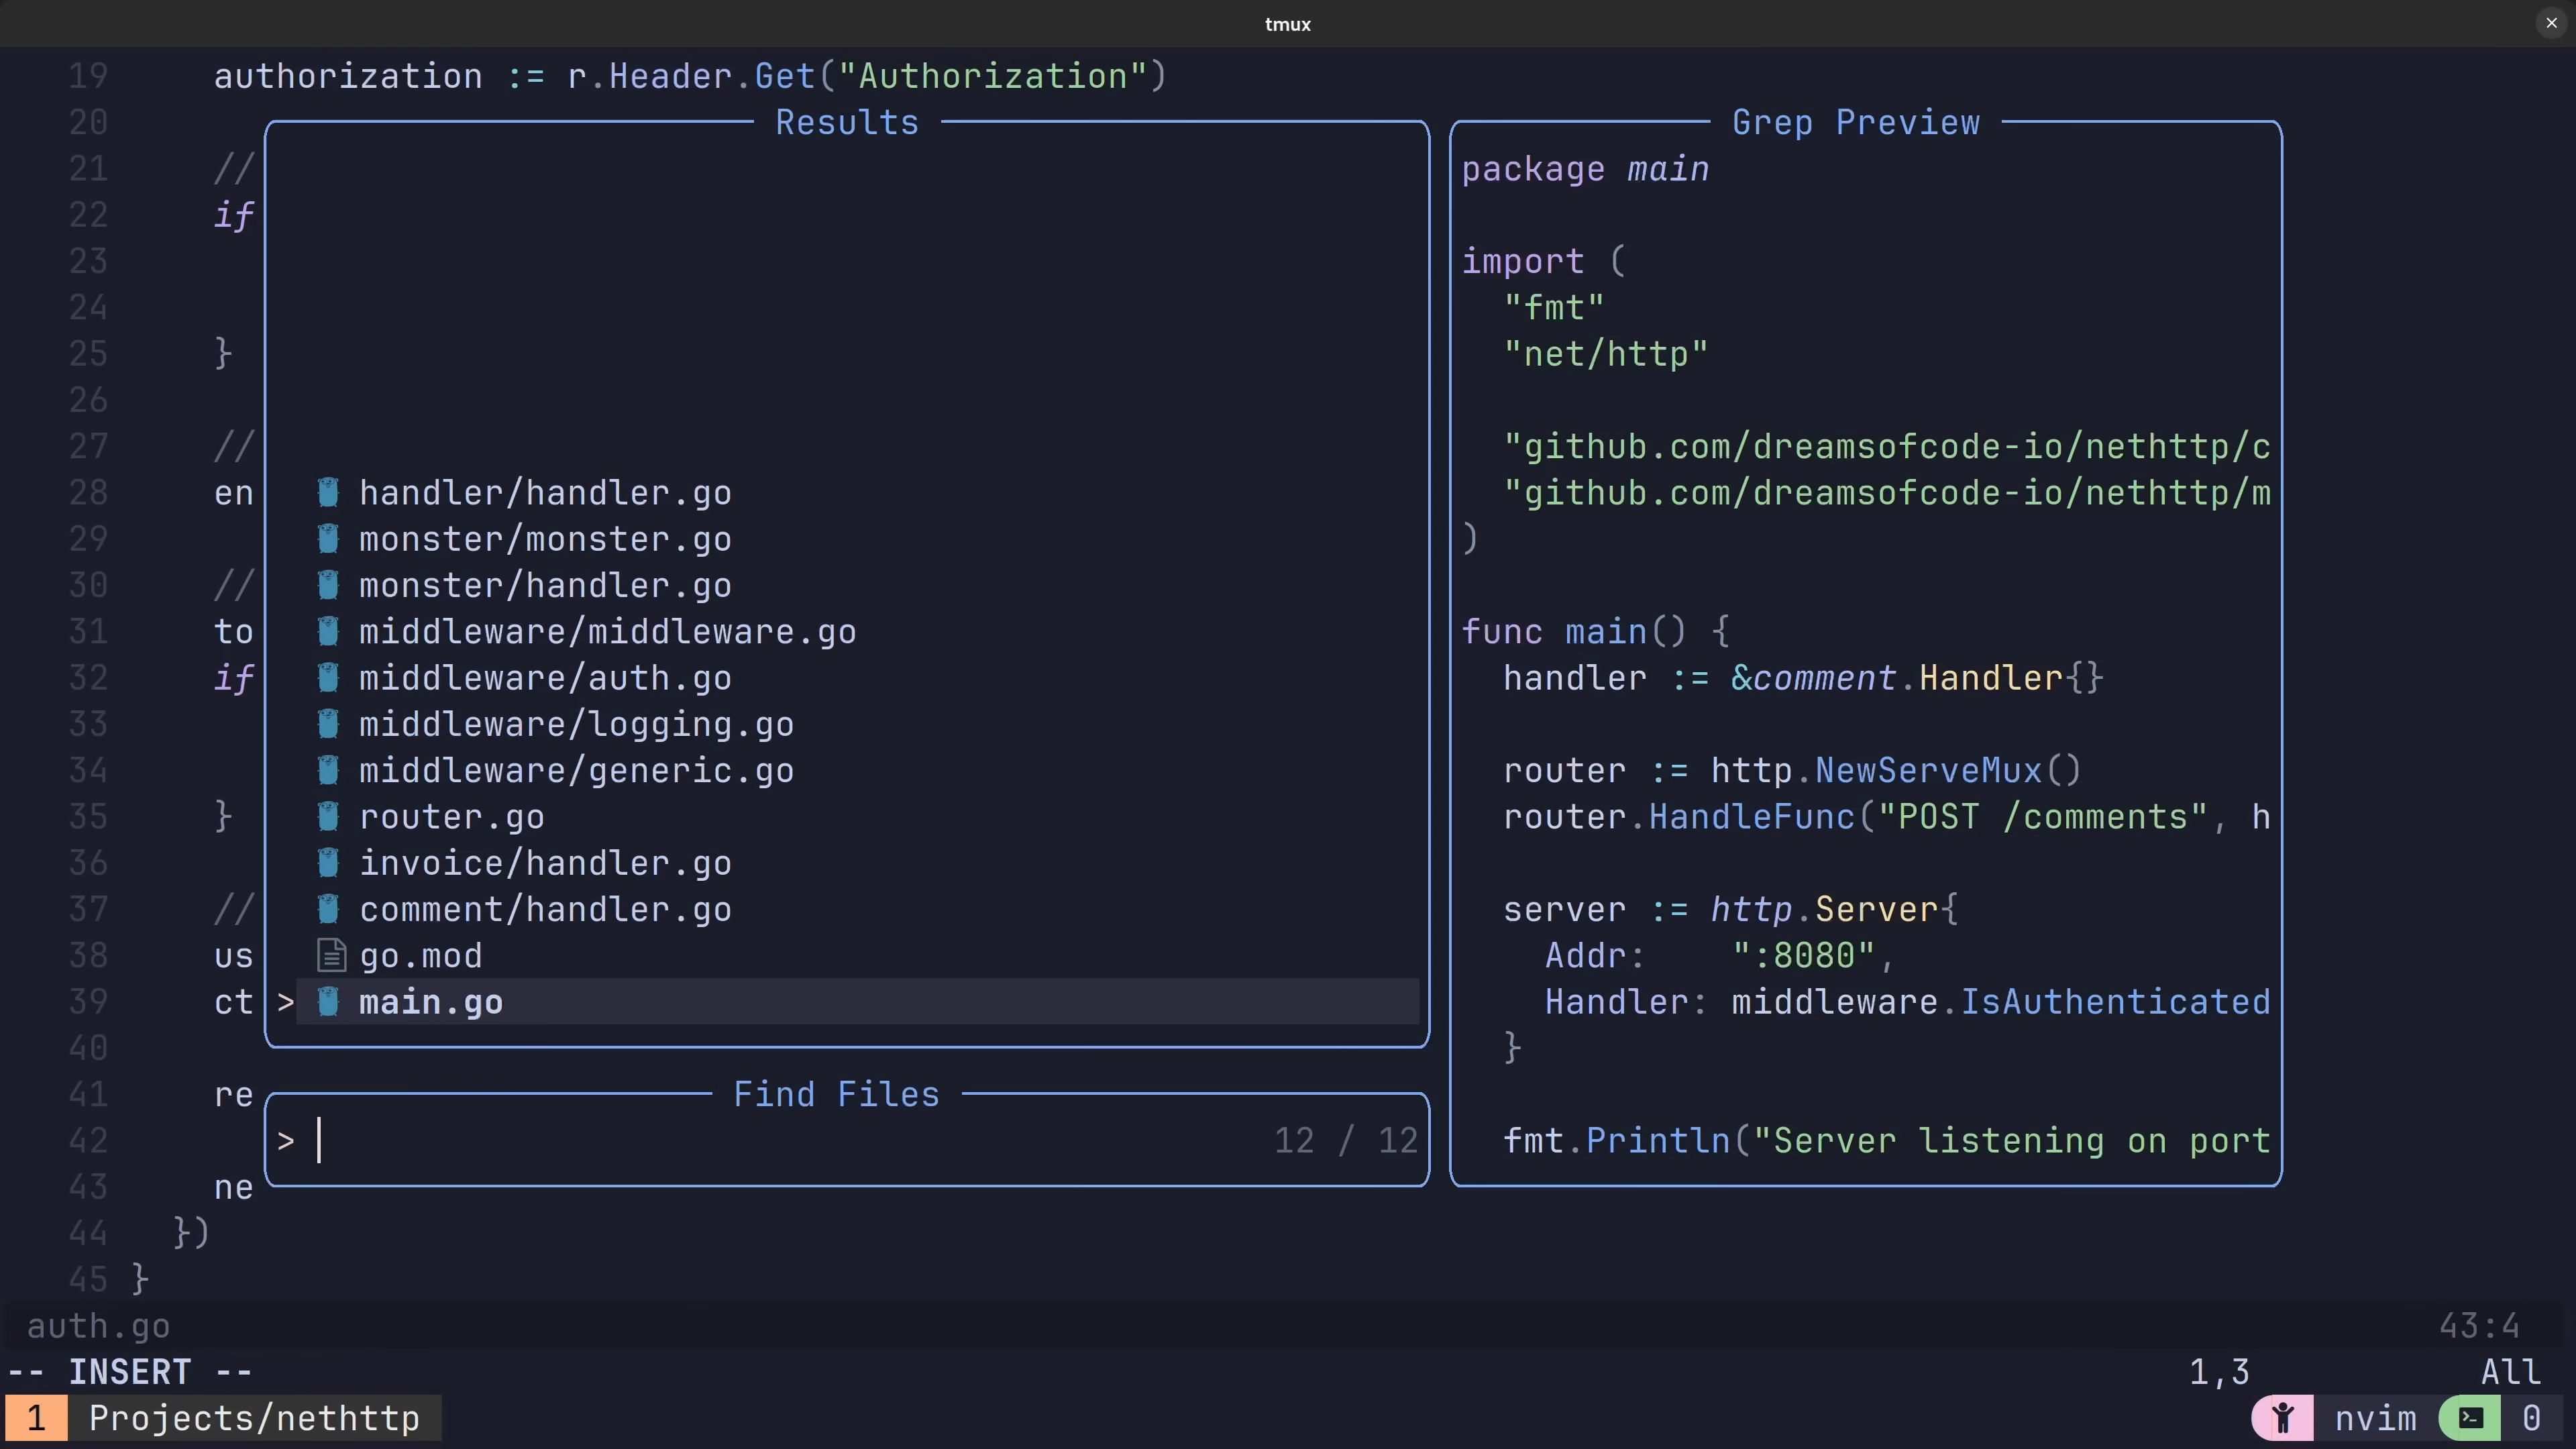 tmux
19 authorization := r.Header.Get("Authorization")
20
21 //
22 if
23
24
25 }
26
27 //
28 en
29
30 //
31 to
32 if
33
34
35 }
36
37 //
38 us
39 ct
40
41 re
42
43 ne
44 })
45 }
Results
handler/handler.go
monster/monster.go
monster/handler.go
middleware/middleware.go
middleware/auth.go
middleware/logging.go
middleware/generic.go
router.go
invoice/handler.go
comment/handler.go
go.mod
> main.go
Find Files
> 12 / 12
Grep Preview
package main
import (
"fmt"
"net/http"
"github.com/dreamsofcode-io/nethttp/c
"github.com/dreamsofcode-io/nethttp/m
)
func main() {
handler := &comment.Handler{}
router := http.NewServeMux()
router.HandleFunc("POST /comments", h
server := http.Server{
Addr: ":8080",
Handler: middleware.IsAuthenticated
}
fmt.Println("Server listening on port
auth.go 43:4
-- INSERT -- 1,3 All
1 Projects/nethttp nvim 0